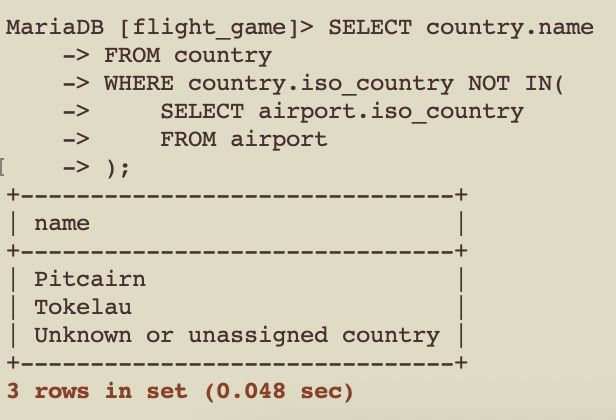 MariaDB [flight_game]> SELECT country.name
    -> FROM country
    -> WHERE country.iso_country NOT IN(
    ->     SELECT airport.iso_country
    ->     FROM airport
    -> );
+-------------------------------+
| name                          |
+-------------------------------+
| Pitcairn                      |
| Tokelau                       |
| Unknown or unassigned country |
+-------------------------------+
3 rows in set (0.048 sec)